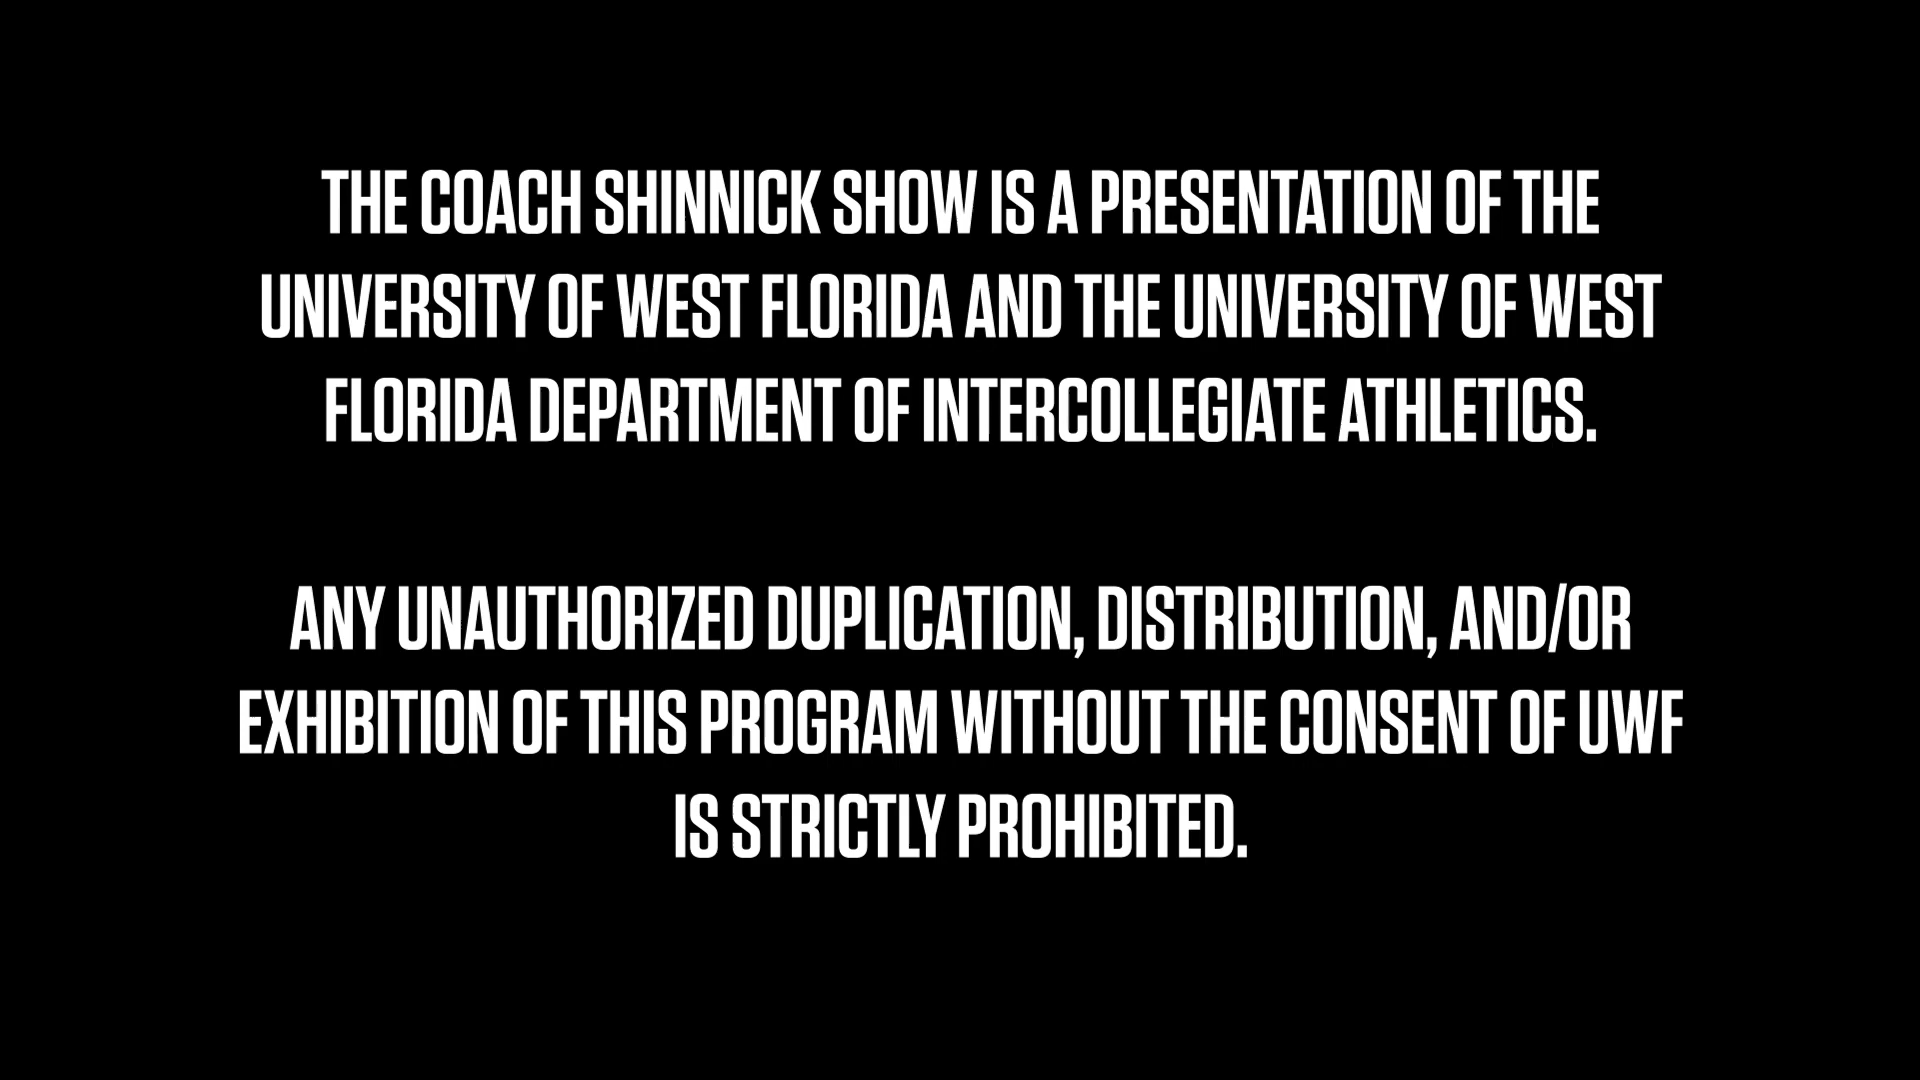 THE COACH SHINNICK SHOW IS A PRESENTATION OF THE
UNIVERSITY OF WEST FLORIDA AND THE UNIVERSITY OF WEST
FLORIDA DEPARTMENT OF INTERCOLLEGIATE ATHLETICS.
ANY UNAUTHORIZED DUPLICATION, DISTRIBUTION, AND/OR
EXHIBITION OF THIS PROGRAM WITHOUT THE CONSENT OF UWF
IS STRICTLY PROHIBITED.